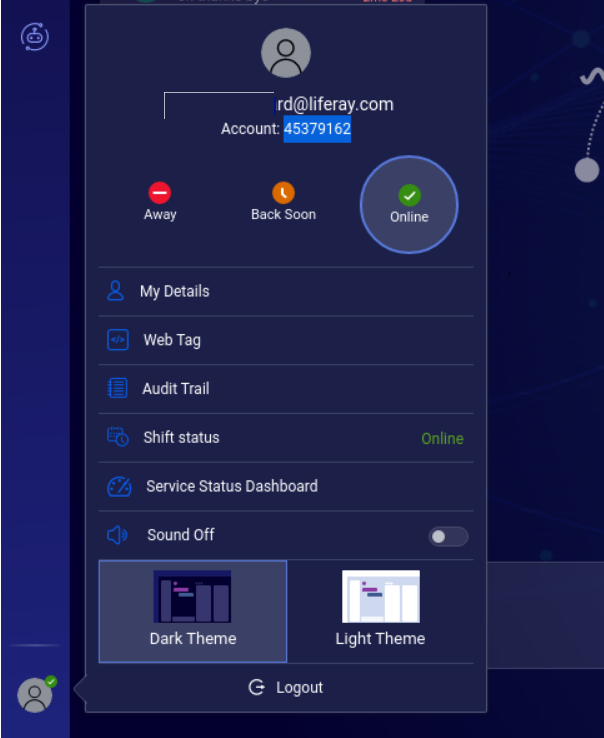 rd@liferay.com
Account: 45379162
Away
Back Soon
Online
My Details
Web Tag
Audit Trail
Shift status Online
Service Status Dashboard
Sound Off
Dark Theme
Light Theme
Logout